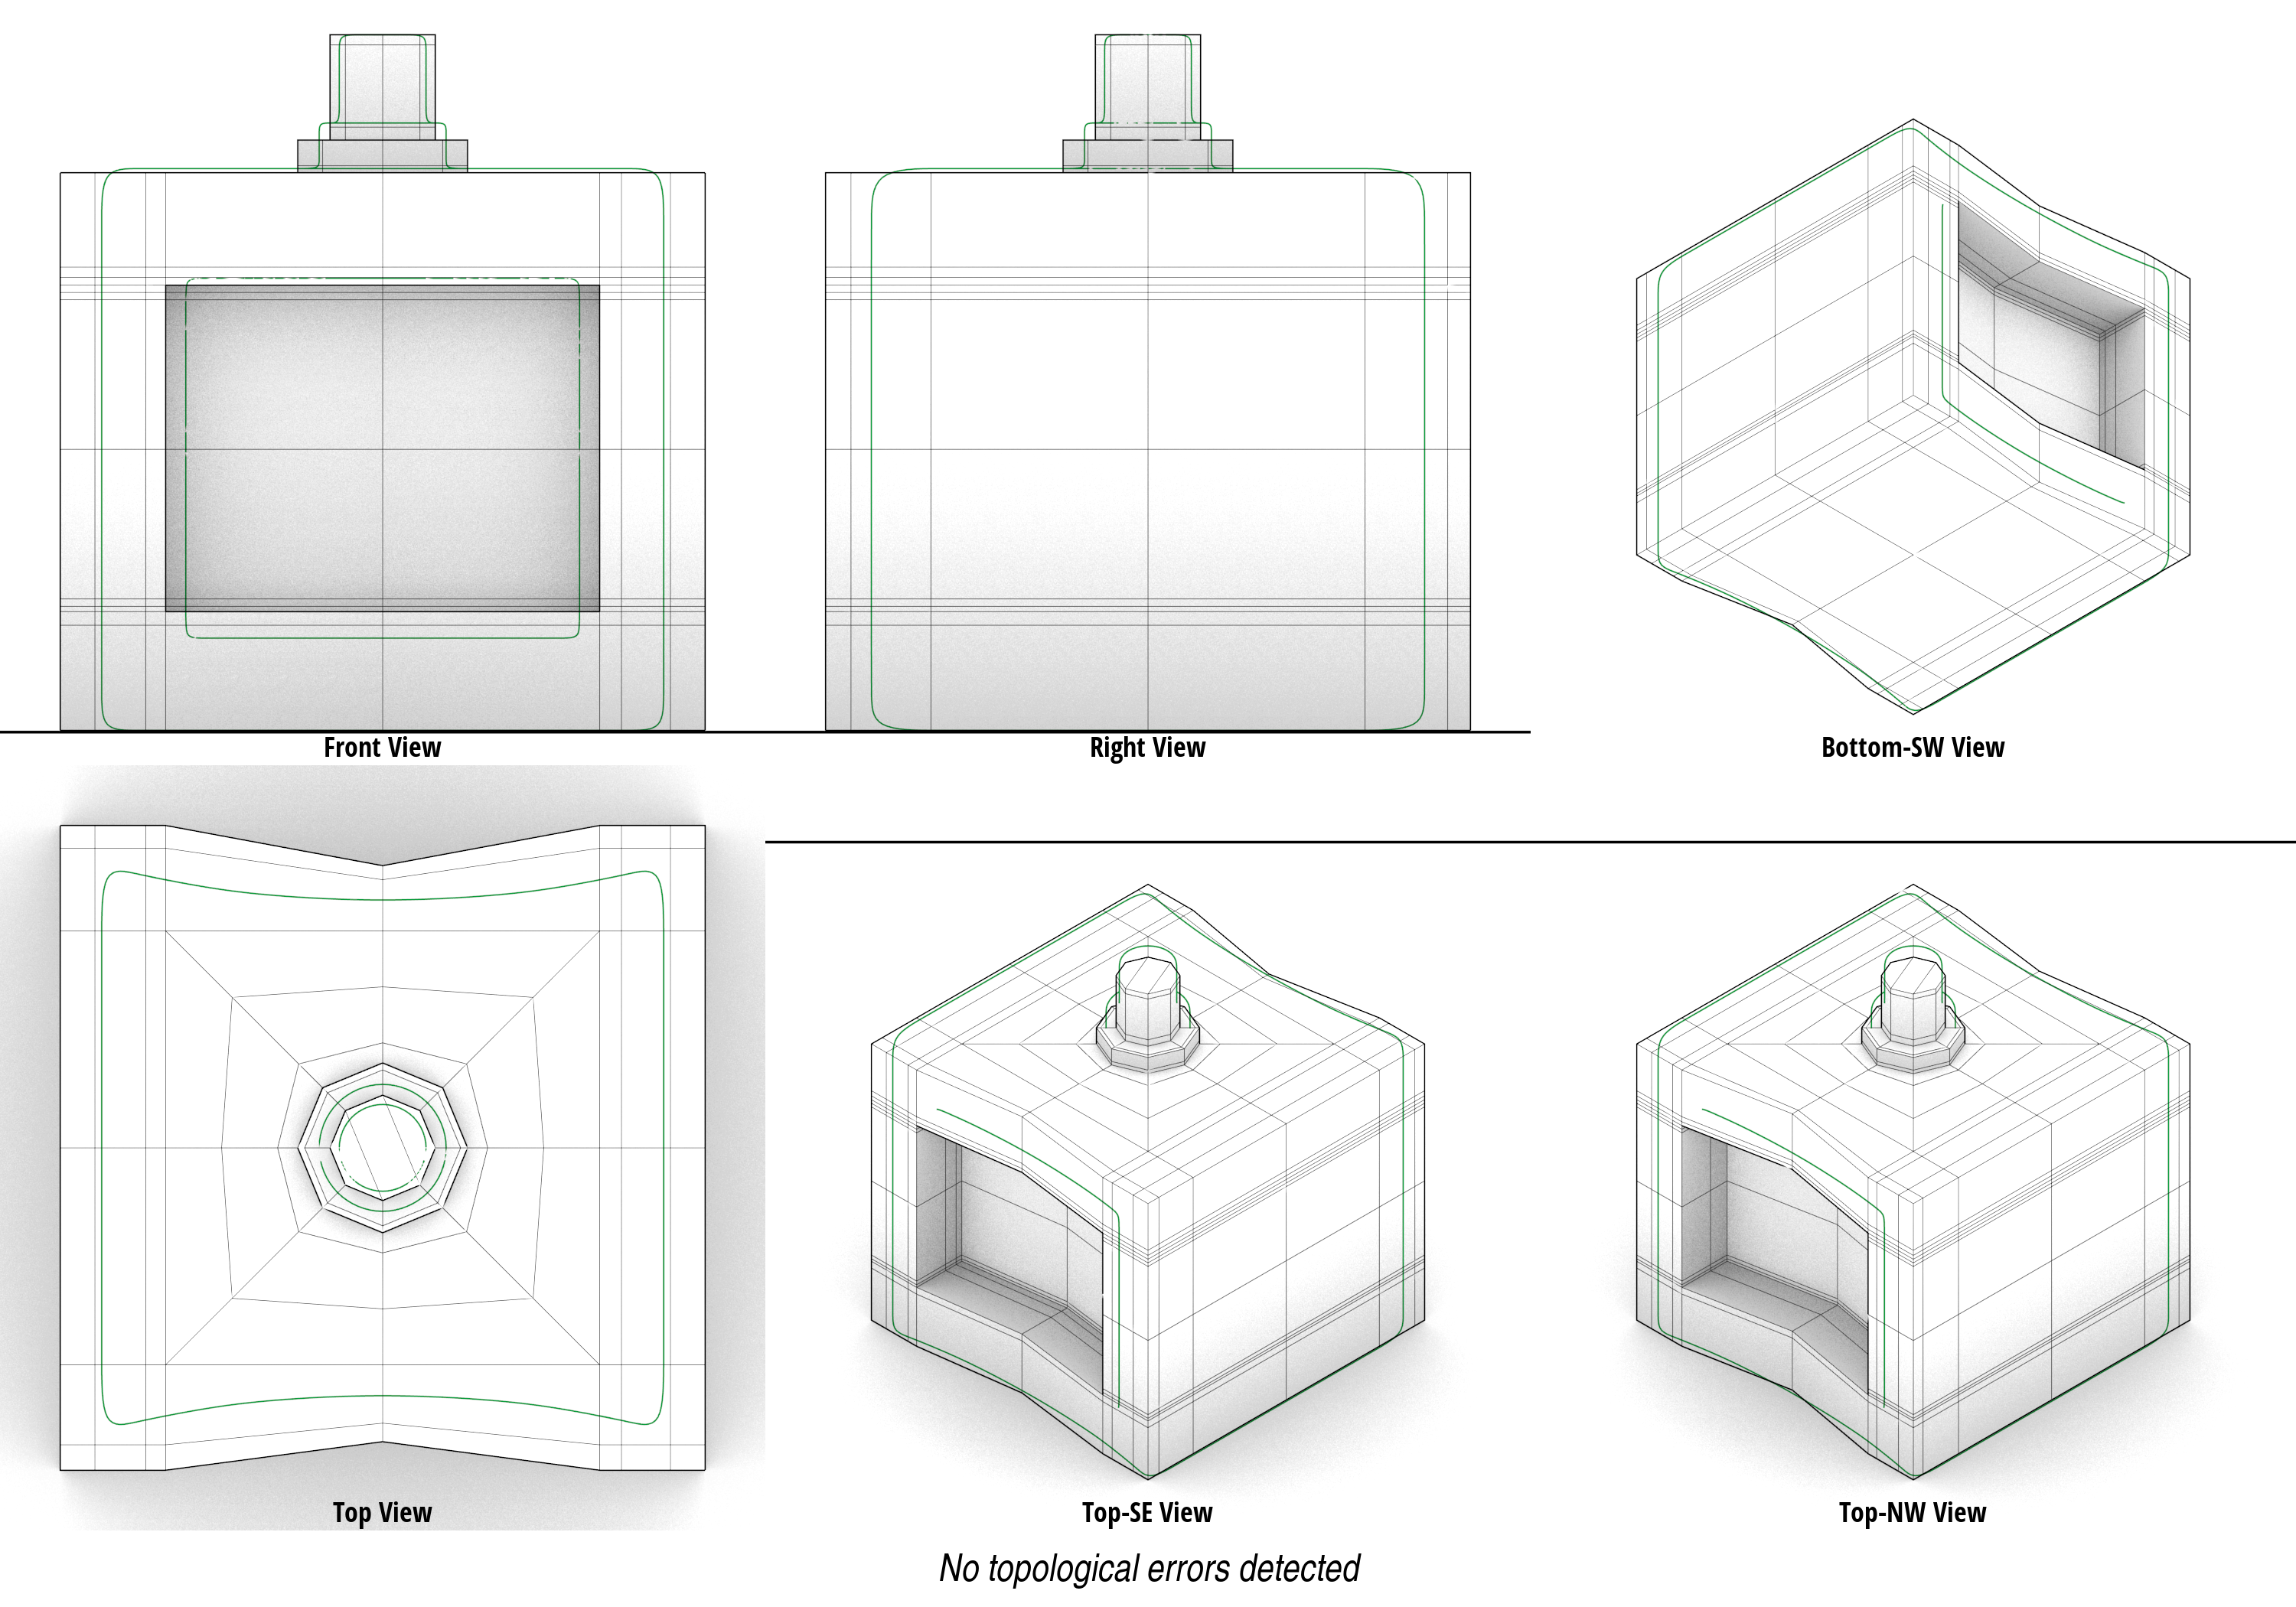 Front View
Right View
Bottom-SW View
Top View
Top-SE View
Top-NW View
No topological errors detected